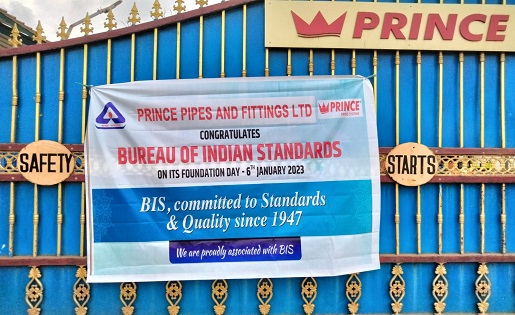 PRINCE
PRINCE PIPES AND FITTINGS LTD
PRINCE
CONGRATULATES
BUREAU OF INDIAN STANDARDS
ON ITS FOUNDATION DAY - 6TH JANUARY 2023
SAFETY
STARTS
BIS, committed to Standards
& Quality since 1947
We are proudly associated with BIS